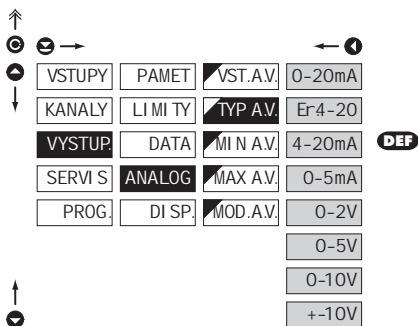 VSTUPY PAMET VST.A.V. 0-20mA
KANALY LIMITY TYP A.V. Er4-20
VYSTUP. DATA MIN A.V. 4-20mA DEF
SERVIS ANALOG MAX A.V. 0-5mA
PROG. DISP. MOD.A.V. 0-2V
0-5V
0-10V
+-10V